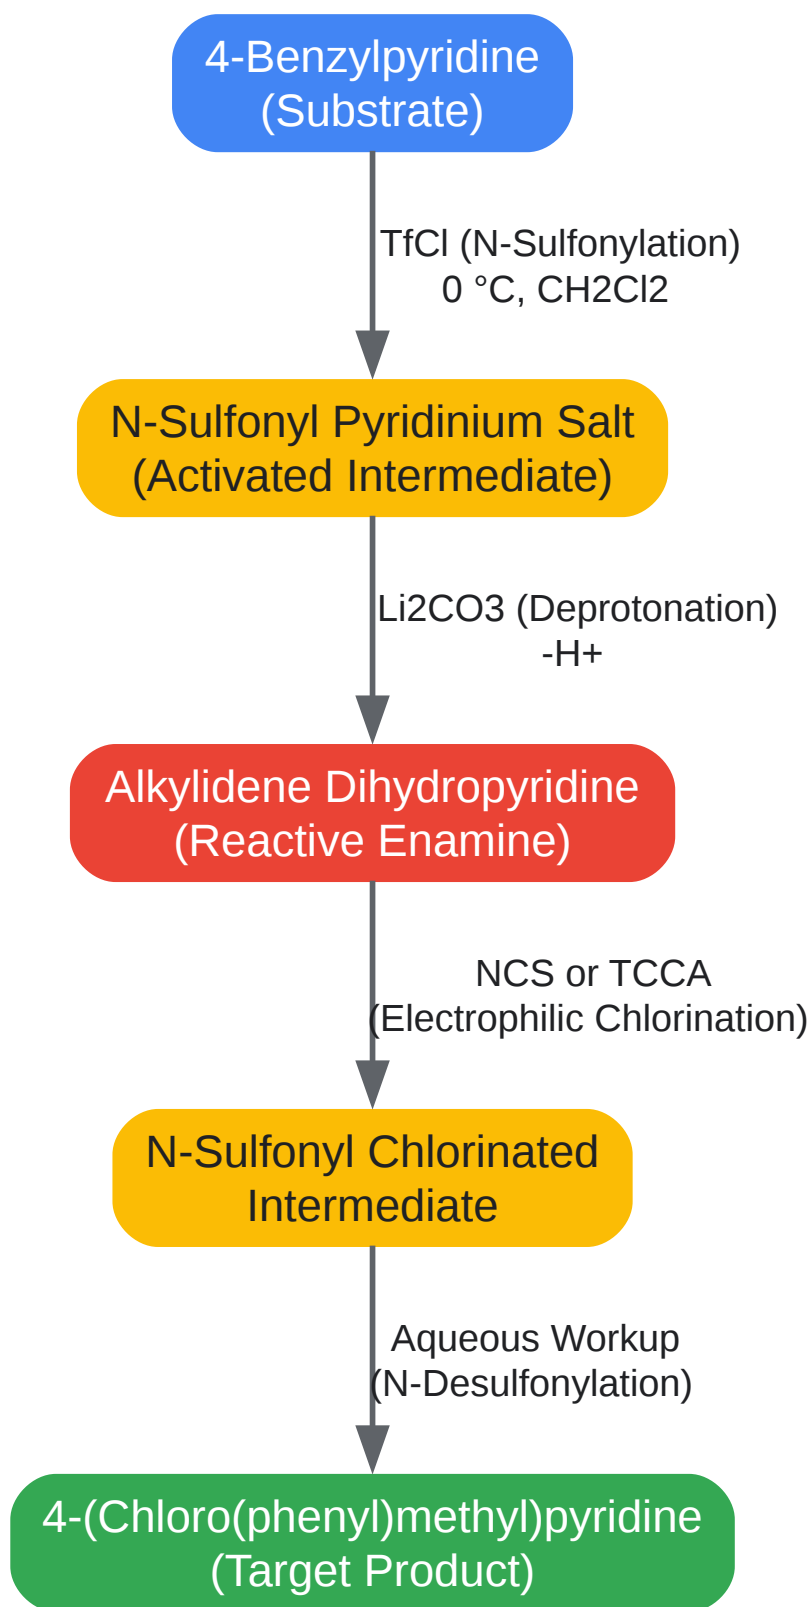 4-Benzylpyridine
(Substrate)
TfCl (N-Sulfonylation)
0 °C, CH2Cl2
N-Sulfonyl Pyridinium Salt
(Activated Intermediate)
Li2CO3 (Deprotonation)
-H+
Alkylidene Dihydropyridine
(Reactive Enamine)
NCS or TCCA
(Electrophilic Chlorination)
N-Sulfonyl Chlorinated
Intermediate
Aqueous Workup
(N-Desulfonylation)
4-(Chloro(phenyl)methyl)pyridine
(Target Product)